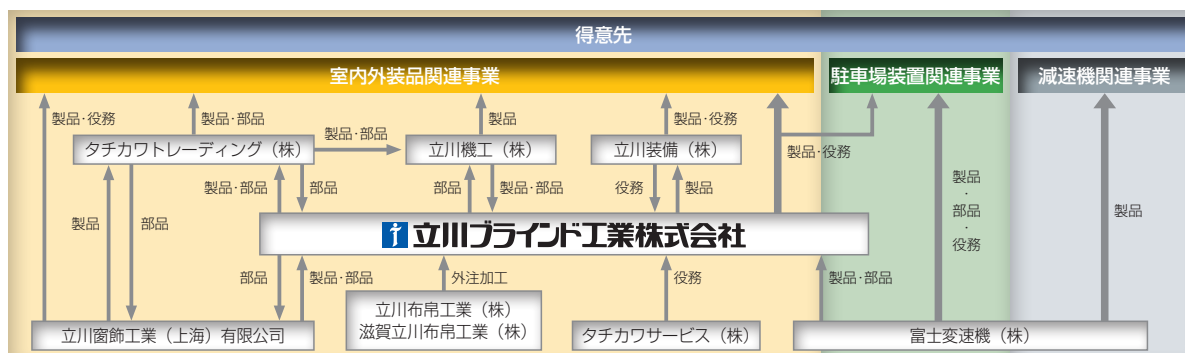 得意先
室内外装品関連事業
駐車場装置関連事業
減速機関連事業
製品・役務
製品・部品
製品・部品
製品
製品・役務
製品・役務
タチカワトレーディング（株）
立川機工（株）
立川装備（株）
製品
部品
製品・部品
部品
部品
製品・部品
役務
製品
製品・部品・役務
製品
立川ブラインド工業株式会社
部品
製品・部品
外注加工
役務
製品・部品
立川窗飾工業（上海）有限公司
立川布帛工業（株）
滋賀立川布帛工業（株）
タチカワサービス（株）
富士変速機（株）